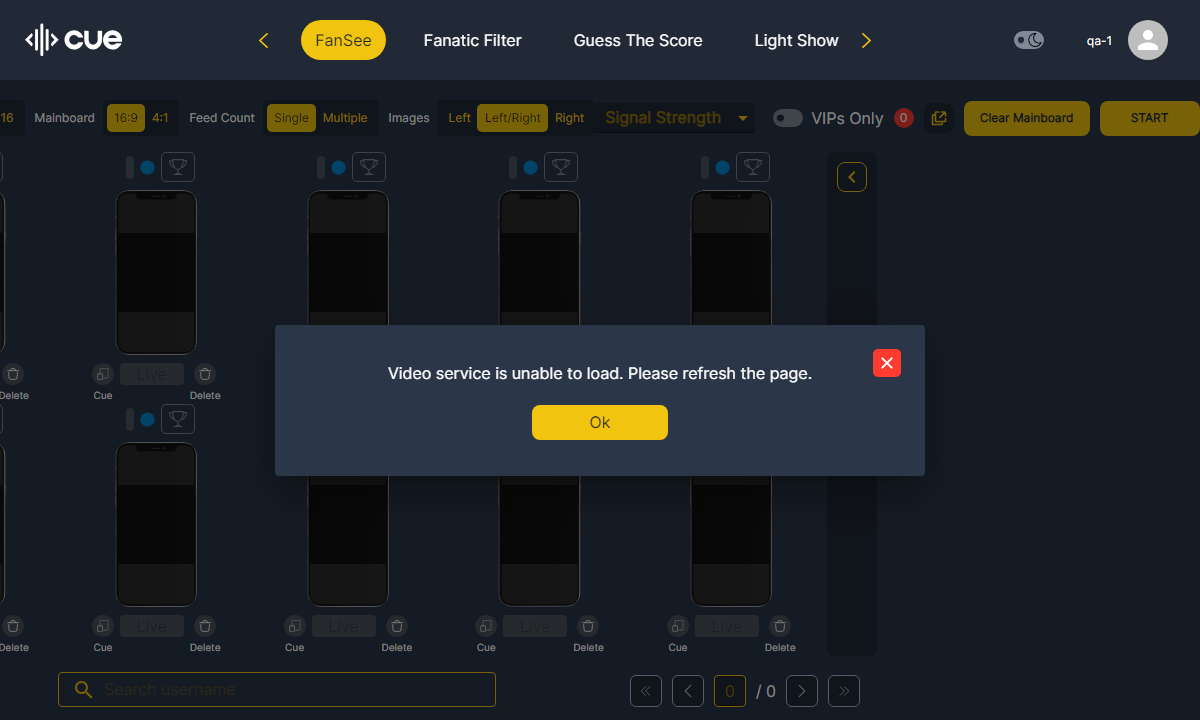 cue
FanSee
Fanatic Filter
Guess The Score
Light Show
qa-1
16
Mainboard
16:9
4:1
Feed Count
Single
Multiple
Images
Left
Left/Right
Right
Signal Strength
VIPs Only
0
Clear Mainboard
START
Video service is unable to load. Please refresh the page.
Ok
Delete
Cue
Live
Delete
Delete
Cue
Live
Delete
Cue
Live
Delete
Cue
Live
Delete
Cue
Live
Delete
Search username
0
/ 0